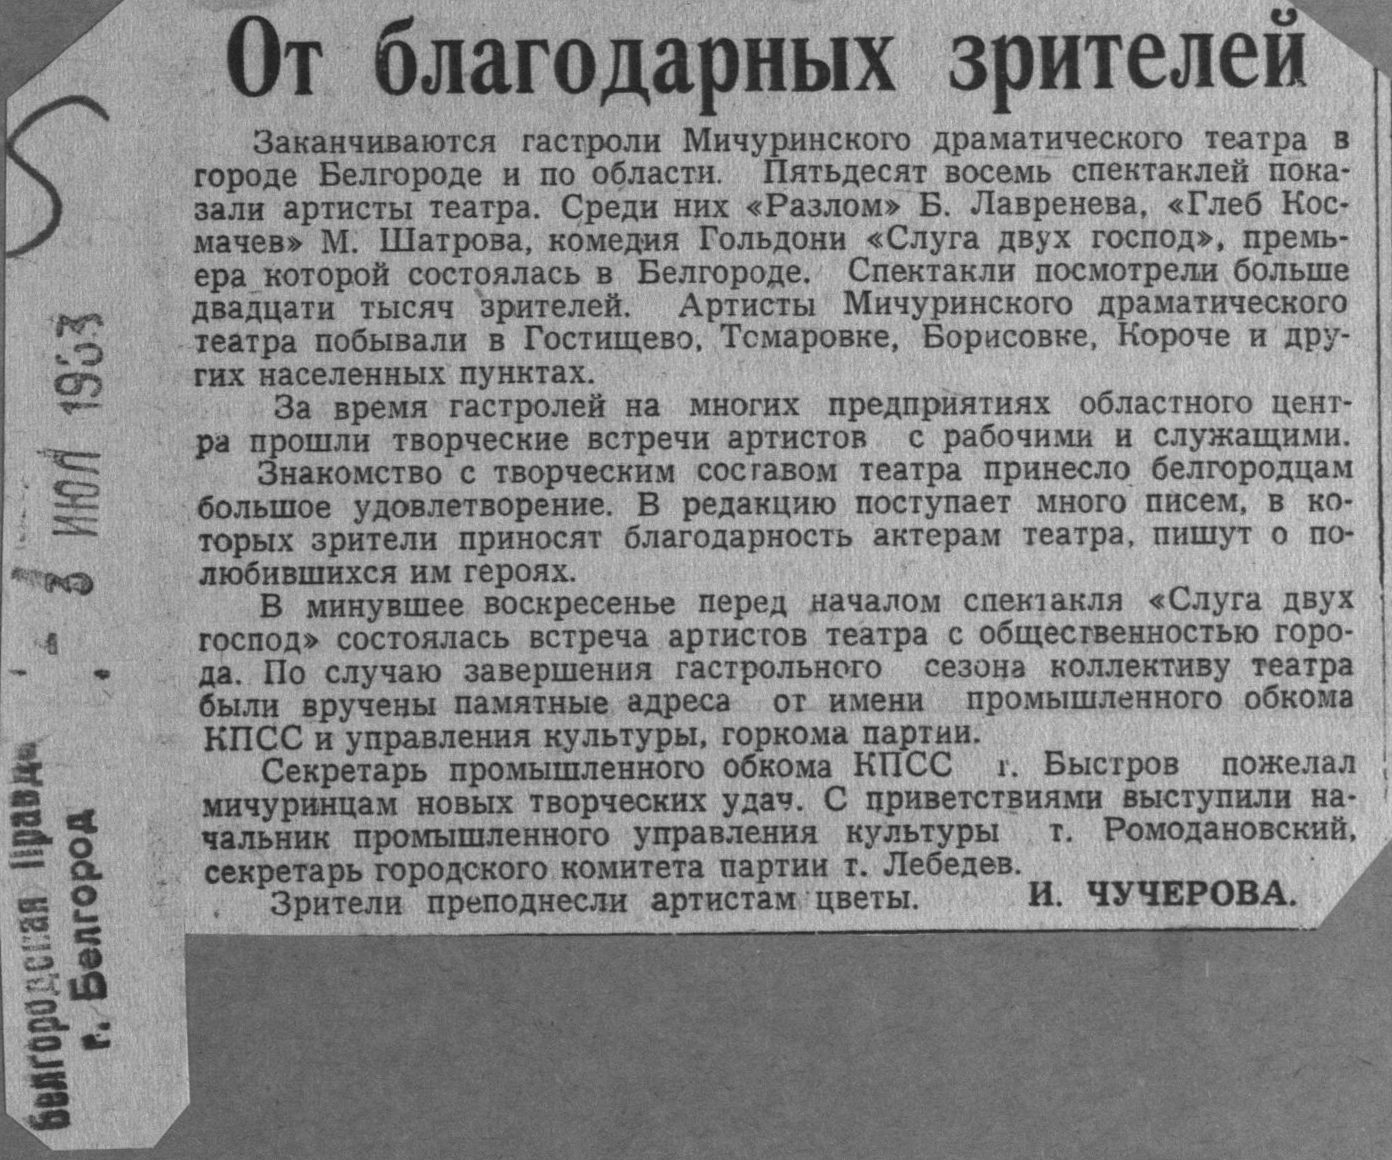 От благодарных зрителей
Заканчиваются гастроли Мичуринского драматического театра в
городе Белгороде и по области. Пятьдесят восемь спектаклей пока-
зали артисты театра. Среди них «Разлом» Б. Лавренева, «Глеб Кос-
мачев» М. Шатрова, комедия Гольдони «Слуга двух господ», премь-
ера которой состоялась в Белгороде. Спектакли посмотрели больше
двадцати тысяч зрителей. Артисты Мичуринского драматического
театра побывали в Гостищево, Томаровке, Борисовке, Короче и дру-
гих населенных пунктах.
За время гастролей на многих предприятиях областного цент-
ра прошли творческие встречи артистов с рабочими и служащими.
Знакомство с творческим составом театра принесло белгородцам
большое удовлетворение. В редакцию поступает много писем, в ко-
торых зрители приносят благодарность актерам театра, пишут о по-
любившихся им героях.
В минувшее воскресенье перед началом спектакля «Слуга двух
господ» состоялась встреча артистов театра с общественностью горо-
да. По случаю завершения гастрольного сезона коллективу театра
были вручены памятные адреса от имени промышленного обкома
КПСС и управления культуры, горкома партии.
Секретарь промышленного обкома КПСС т. Быстров пожелал
мичуринцам новых творческих удач. С приветствиями выступили на-
чальник промышленного управления культуры т. Ромодановский,
секретарь городского комитета партии т. Лебедев.
Зрители преподнесли артистам цветы. И. ЧУЧЕРОВА.
- 3 ИЮЛ 1963
Белгородская Правда
г. Белгород